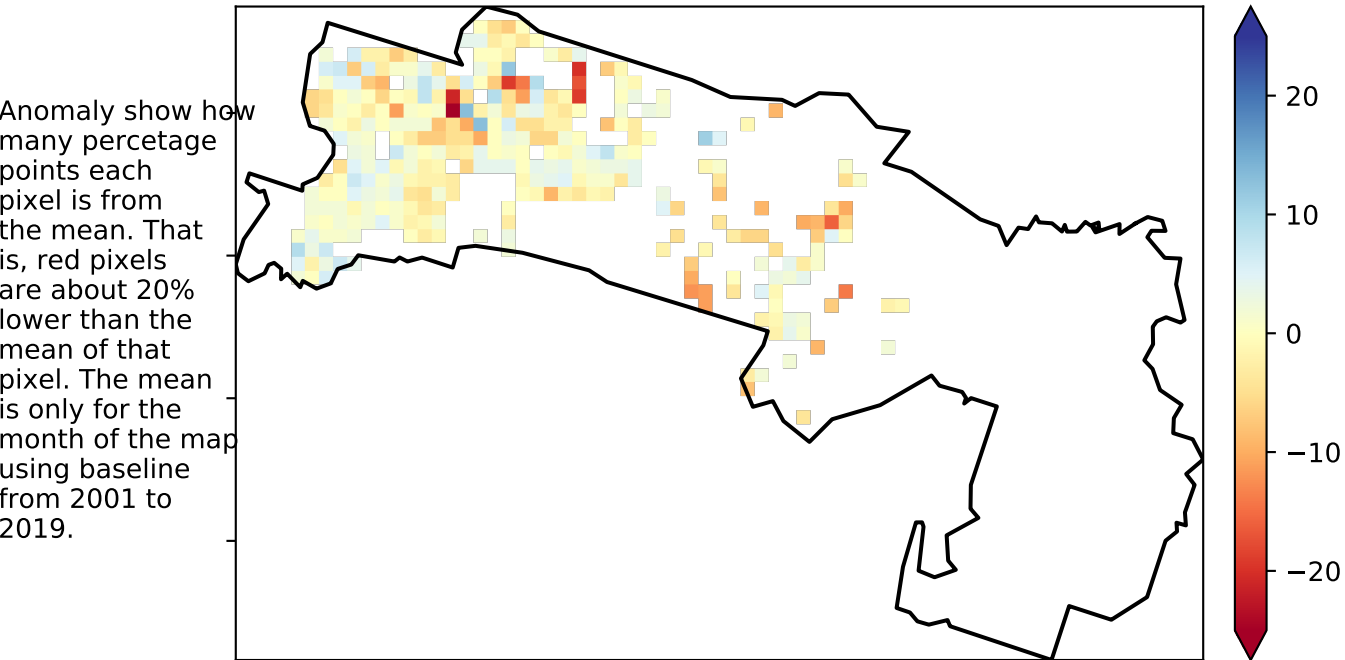 Anomaly show how
many percetage
points each
pixel is from
the mean. That
is, red pixels
are about 20%
lower than the
mean of that
pixel. The mean
is only for the
month of the map
using baseline
from 2001 to
2019.
20
10
0
−10
−20